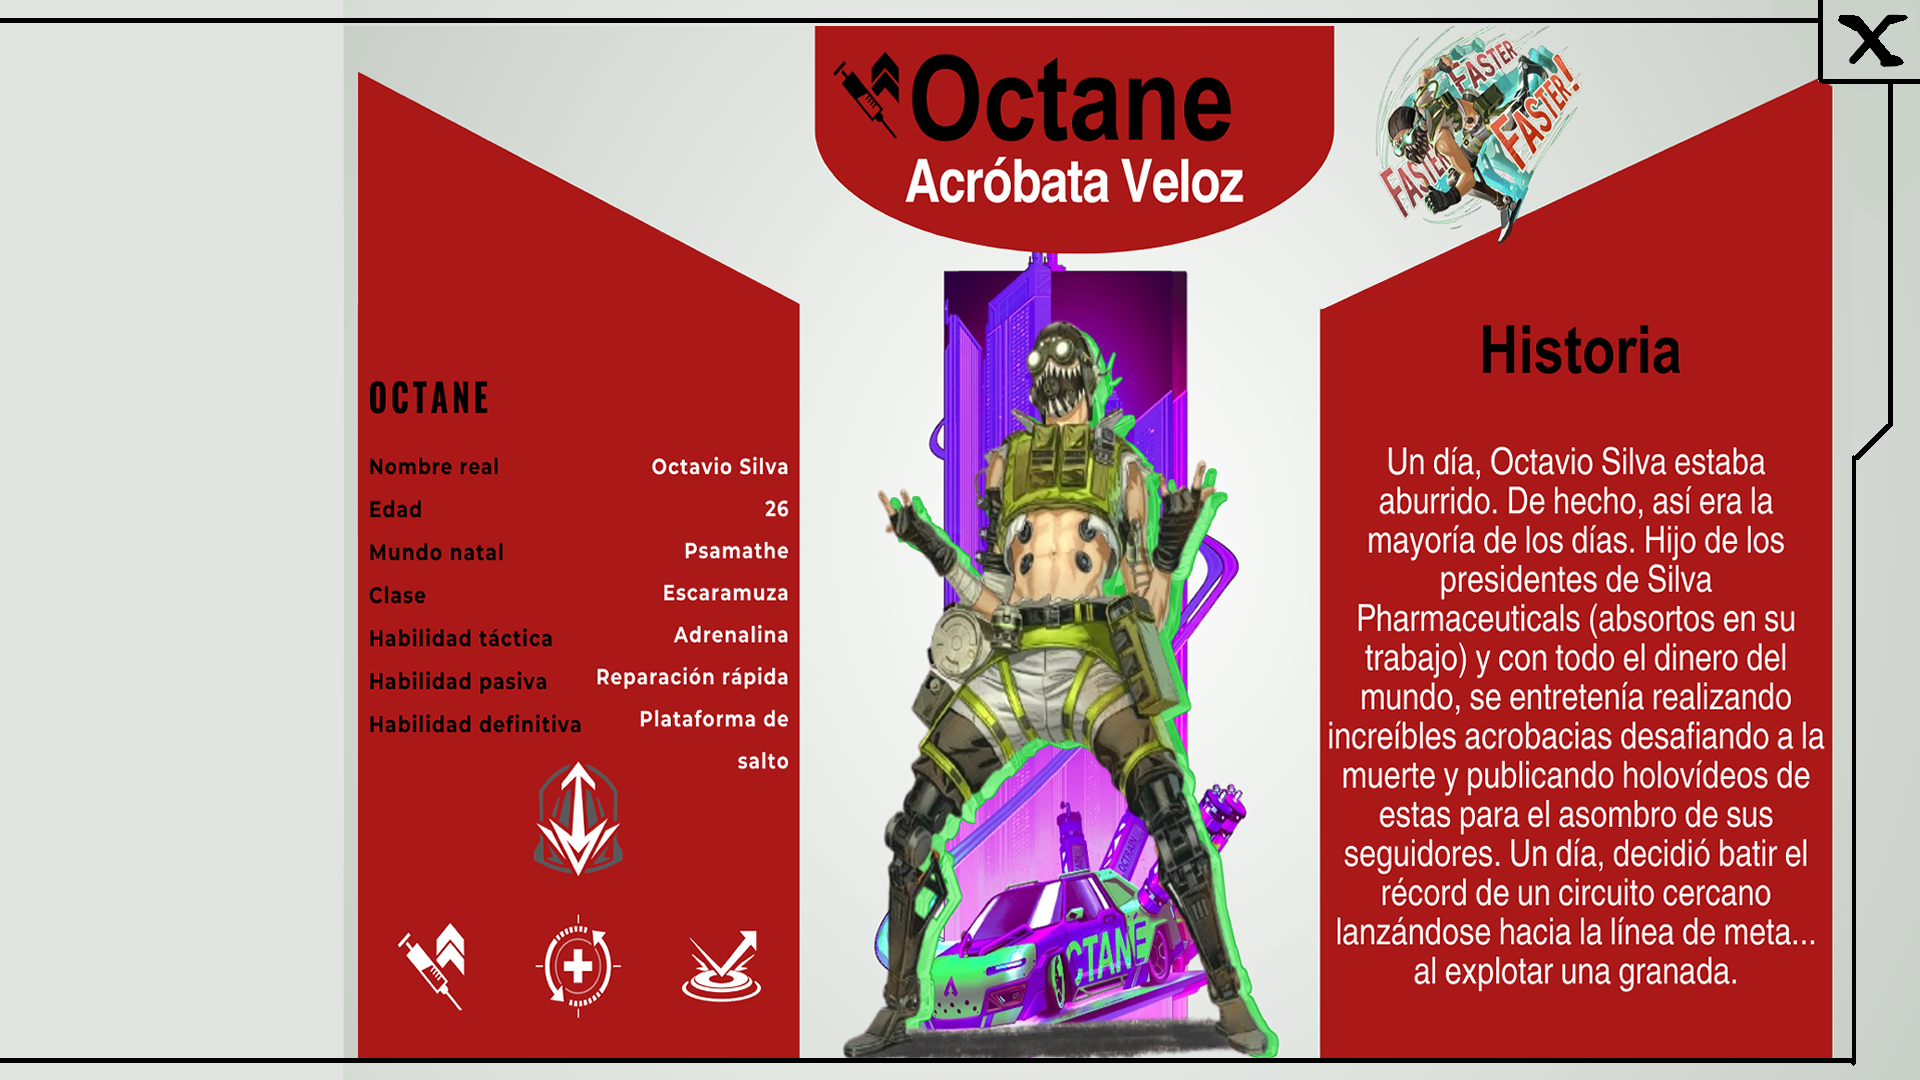 Octane
Acróbata Veloz
FASTER
FASTER!
FASTER
OCTANE
Nombre real Octavio Silva
Edad 26
Mundo natal Psamathe
Clase Escaramuza
Habilidad táctica Adrenalina
Habilidad pasiva Reparación rápida
Habilidad definitiva Plataforma de
salto
OCTRAIN
CTANE
Historia
Un día, Octavio Silva estaba
aburrido. De hecho, así era la
mayoría de los días. Hijo de los
presidentes de Silva
Pharmaceuticals (absortos en su
trabajo) y con todo el dinero del
mundo, se entretenía realizando
increíbles acrobacias desafiando a la
muerte y publicando holovídeos de
estas para el asombro de sus
seguidores. Un día, decidió batir el
récord de un circuito cercano
lanzándose hacia la línea de meta...
al explotar una granada.
X